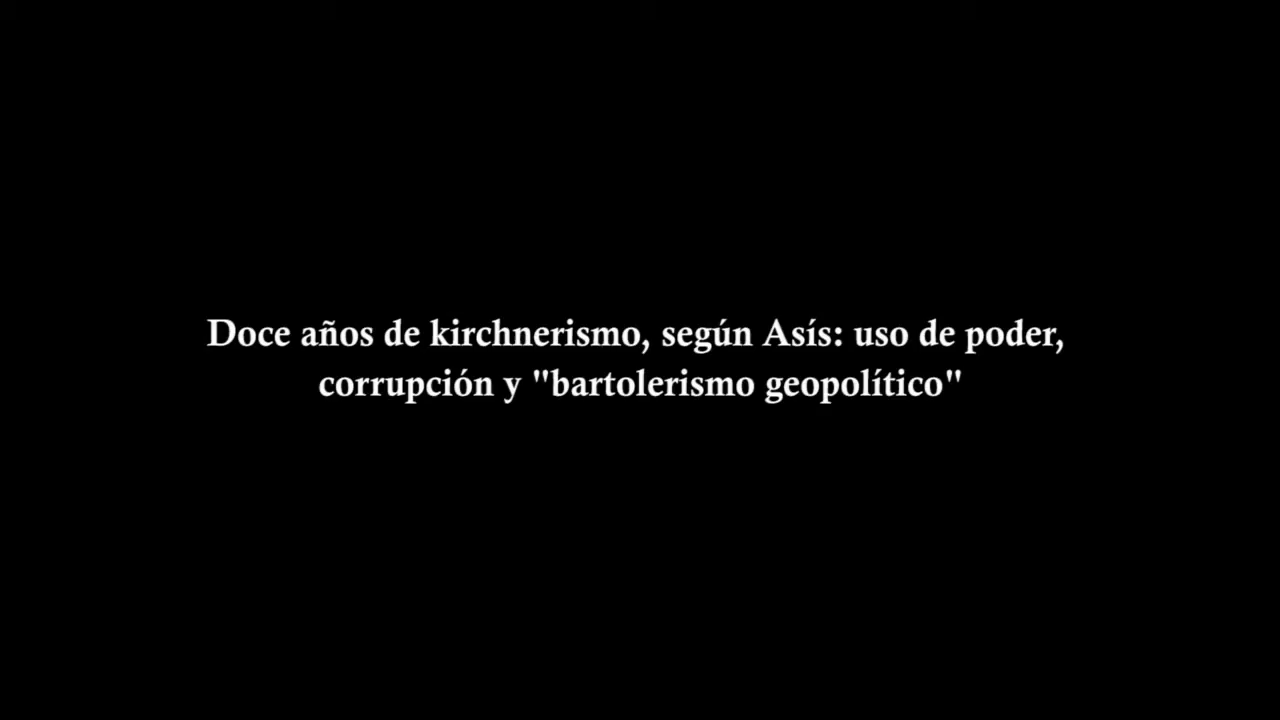 Doce años de kirchnerismo, según Asís: uso de poder,
corrupción y "bartolerismo geopolítico"